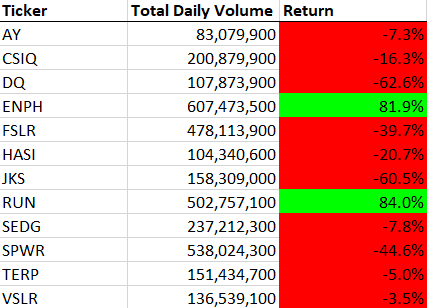 Ticker Total Daily Volume Return
AY 83,079,900 -7.3%
CSIQ 200,879,900 -16.3%
DQ 107,873,900 -62.6%
ENPH 607,473,500 81.9%
FSLR 478,113,900 -39.7%
HASI 104,340,600 -20.7%
JKS 158,309,000 -60.5%
RUN 502,757,100 84.0%
SEDG 237,212,300 -7.8%
SPWR 538,024,300 -44.6%
TERP 151,434,700 -5.0%
VSLR 136,539,100 -3.5%